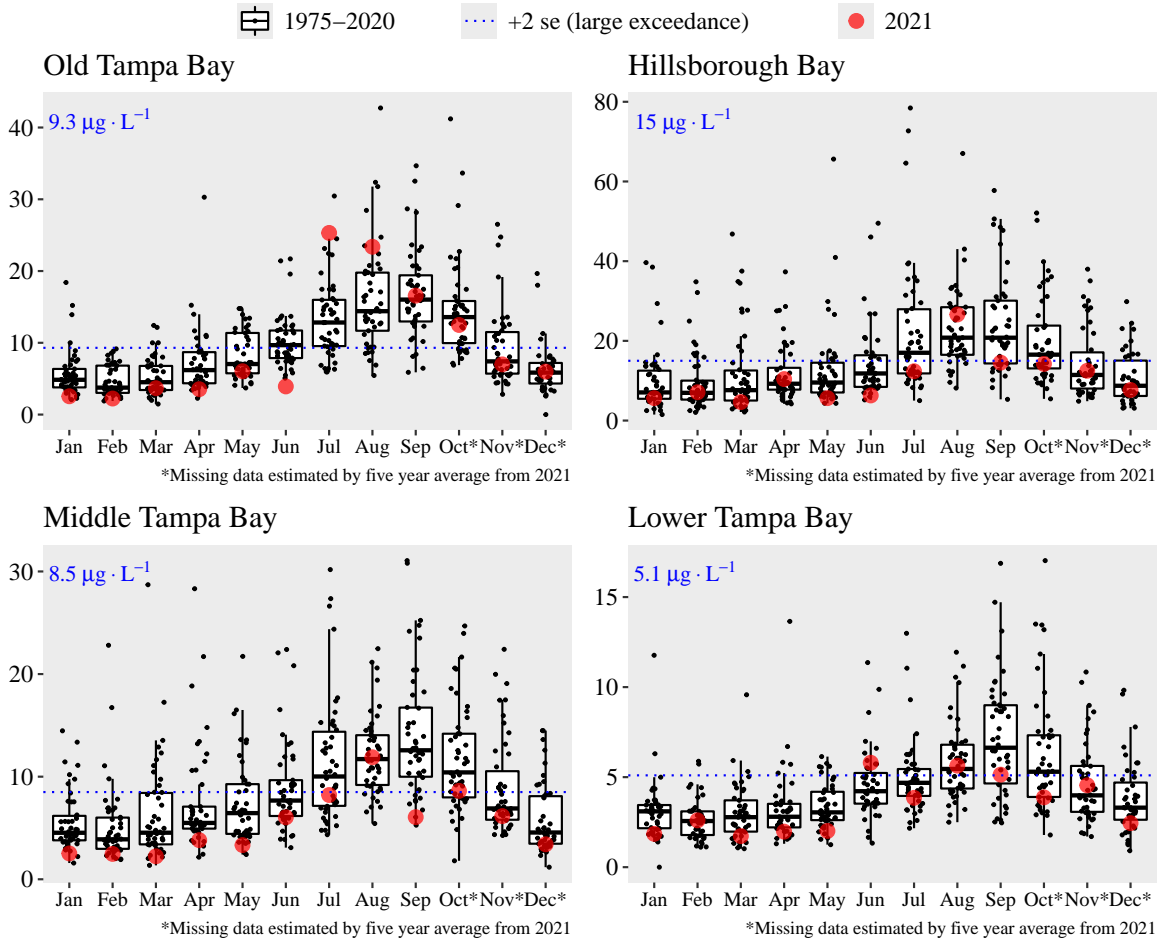 1975−2020 +2 se (large exceedance) 2021
Old Tampa Bay
9.3 μg · L⁻¹
40
30
20
10
0
Jan Feb Mar Apr May Jun Jul Aug Sep Oct* Nov* Dec*
*Missing data estimated by five year average from 2021
Hillsborough Bay
15 μg · L⁻¹
80
60
40
20
0
Jan Feb Mar Apr May Jun Jul Aug Sep Oct* Nov* Dec*
*Missing data estimated by five year average from 2021
Middle Tampa Bay
8.5 μg · L⁻¹
30
20
10
0
Jan Feb Mar Apr May Jun Jul Aug Sep Oct* Nov* Dec*
*Missing data estimated by five year average from 2021
Lower Tampa Bay
5.1 μg · L⁻¹
15
10
5
0
Jan Feb Mar Apr May Jun Jul Aug Sep Oct* Nov* Dec*
*Missing data estimated by five year average from 2021